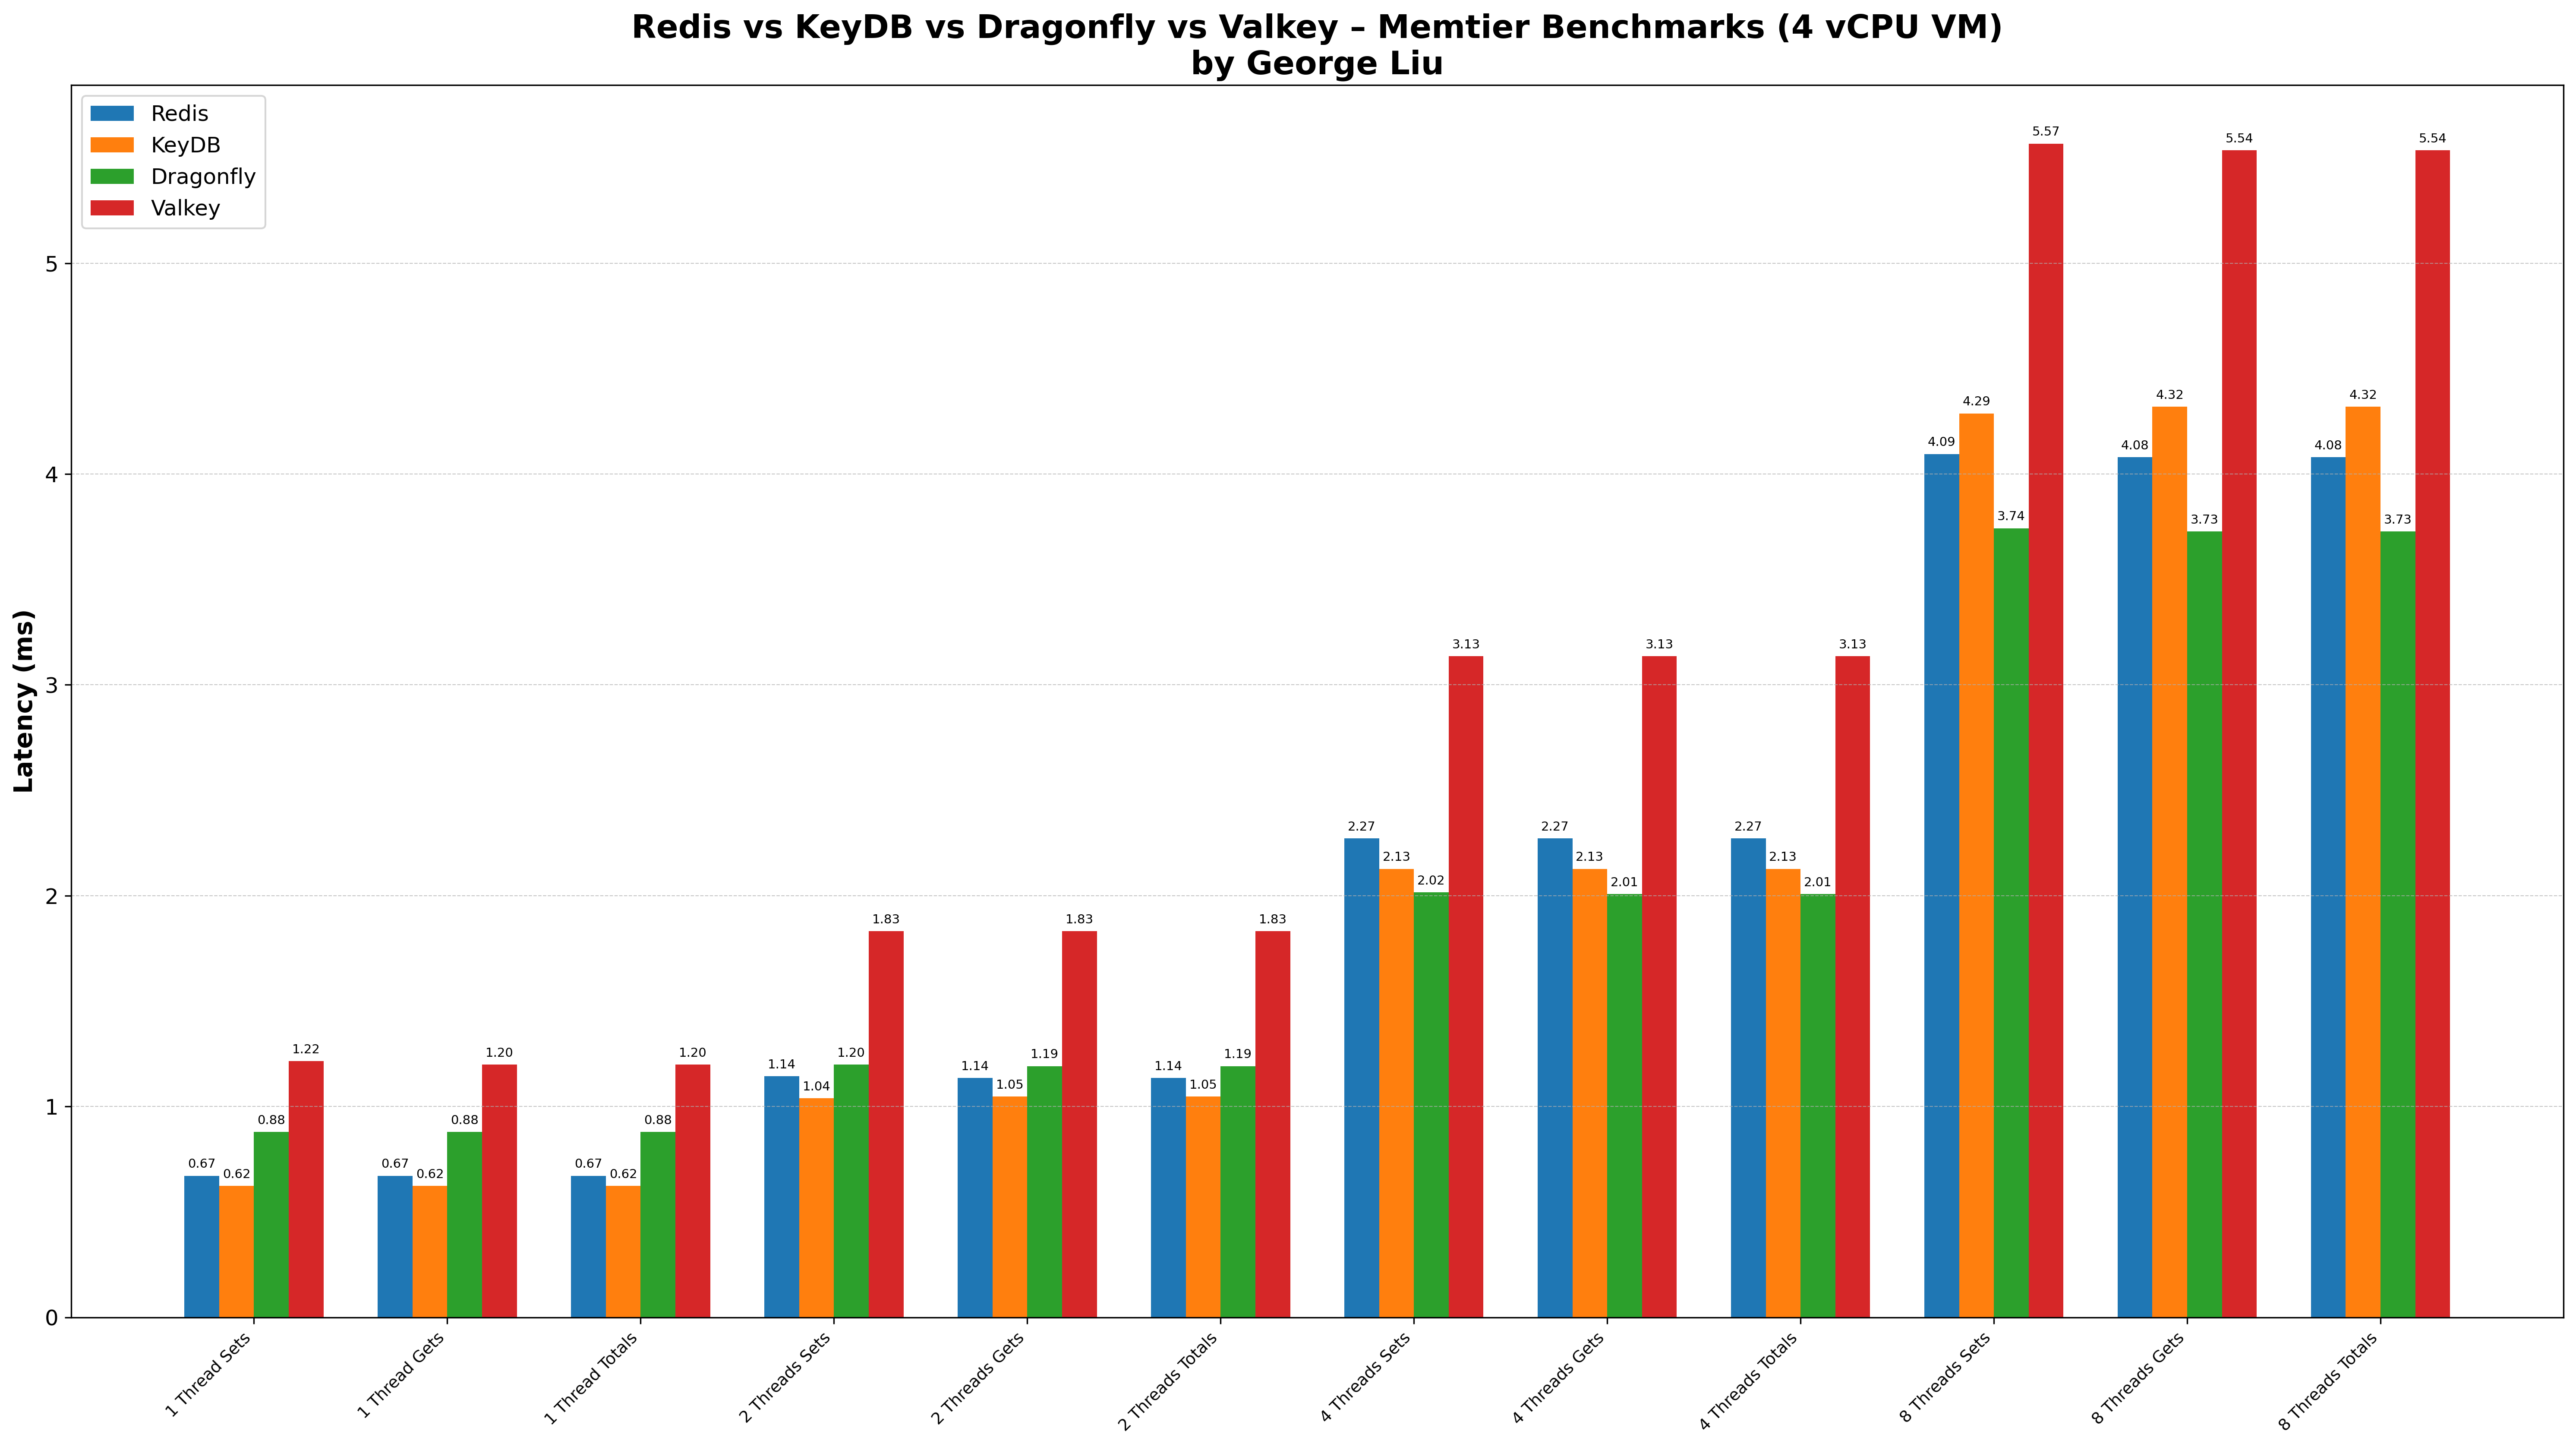 Redis vs KeyDB vs Dragonfly vs Valkey – Memtier Benchmarks (4 vCPU VM)
by George Liu
Redis
KeyDB
Dragonfly
Valkey
Latency (ms)
5
4
3
2
1
0
0.67
0.62
0.88
1.22
0.67
0.62
0.88
1.20
0.67
0.62
0.88
1.20
1.14
1.04
1.20
1.83
1.14
1.05
1.19
1.83
1.14
1.05
1.19
1.83
2.27
2.13
2.02
3.13
2.27
2.13
2.01
3.13
2.27
2.13
2.01
3.13
4.09
4.29
3.74
5.57
4.08
4.32
3.73
5.54
4.08
4.32
3.73
5.54
1 Thread Sets
1 Thread Gets
1 Thread Totals
2 Threads Sets
2 Threads Gets
2 Threads Totals
4 Threads Sets
4 Threads Gets
4 Threads Totals
8 Threads Sets
8 Threads Gets
8 Threads Totals